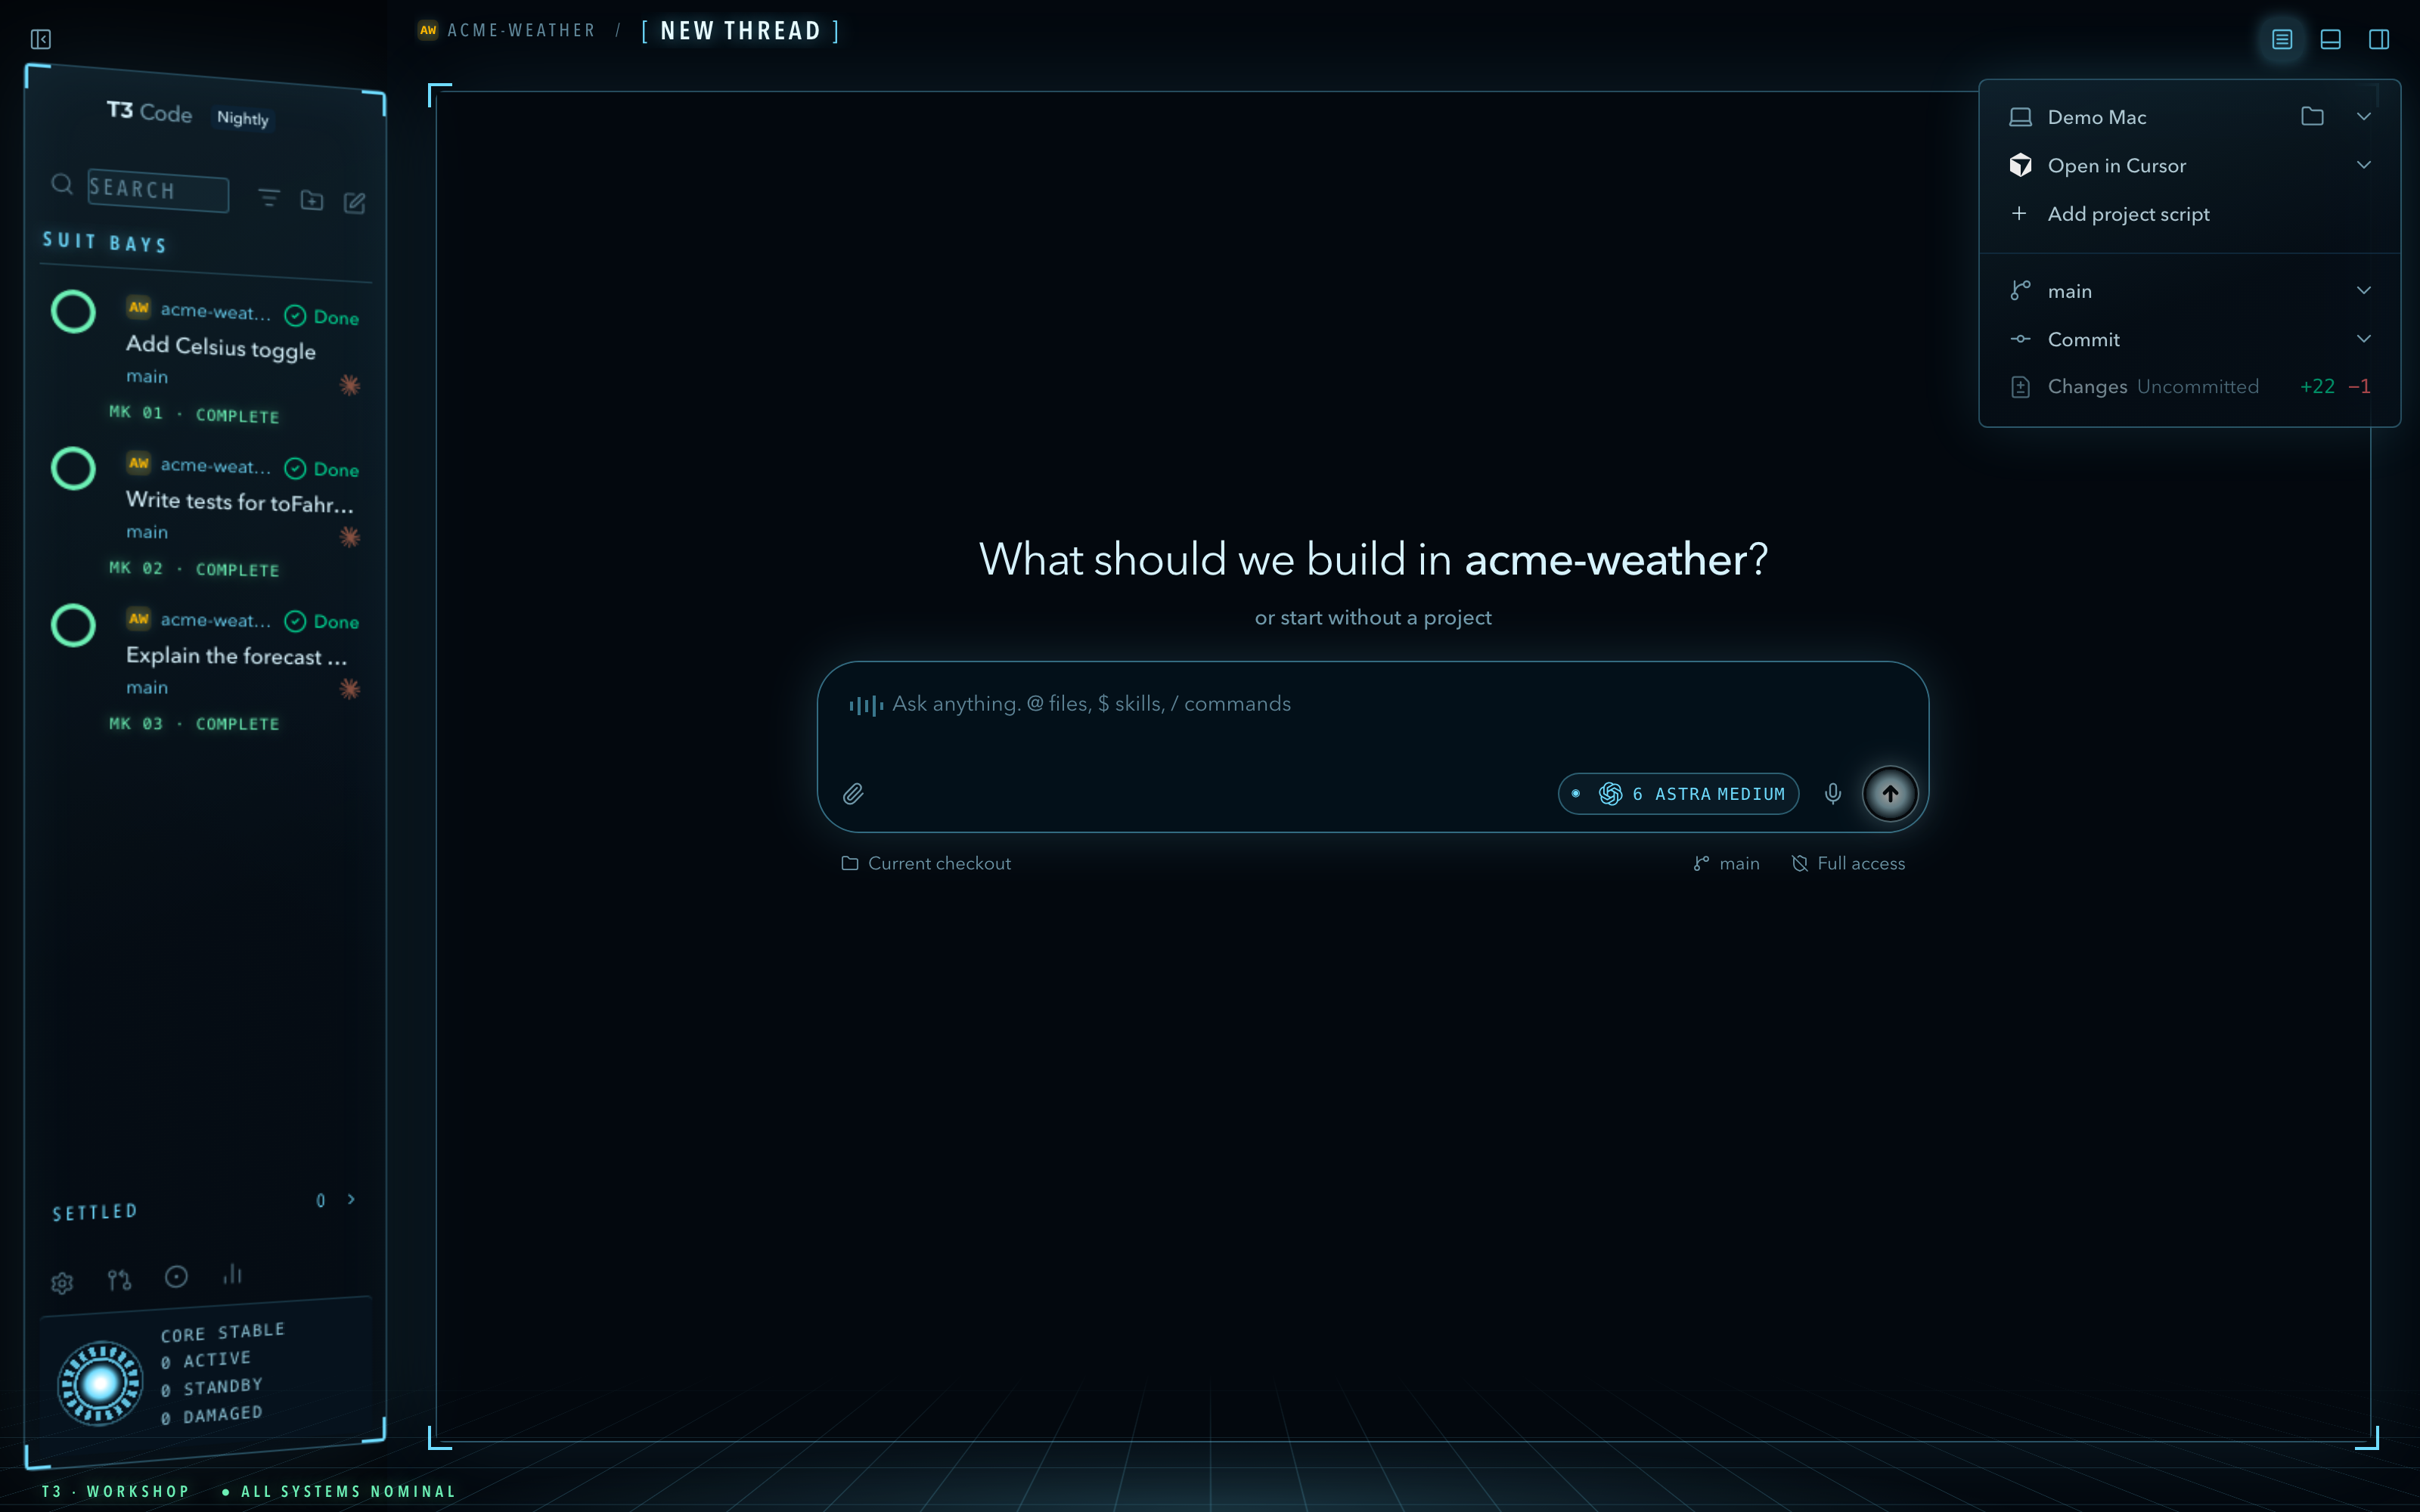 AW ACME-WEATHER / [ NEW THREAD ]
T3 Code Nightly
SEARCH
SUIT BAYS
AW acme-weat... Done
Add Celsius toggle
main
MK 01 · COMPLETE
AW acme-weat... Done
Write tests for toFahr...
main
MK 02 · COMPLETE
AW acme-weat... Done
Explain the forecast ...
main
MK 03 · COMPLETE
SETTLED 0
CORE STABLE
0 ACTIVE
0 STANDBY
0 DAMAGED
T3 · WORKSHOP ● ALL SYSTEMS NOMINAL
What should we build in acme-weather?
or start without a project
Ask anything. @ files, $ skills, / commands
6 ASTRA MEDIUM
Current checkout main Full access
Demo Mac
Open in Cursor
+ Add project script
main
Commit
Changes Uncommitted +22 −1